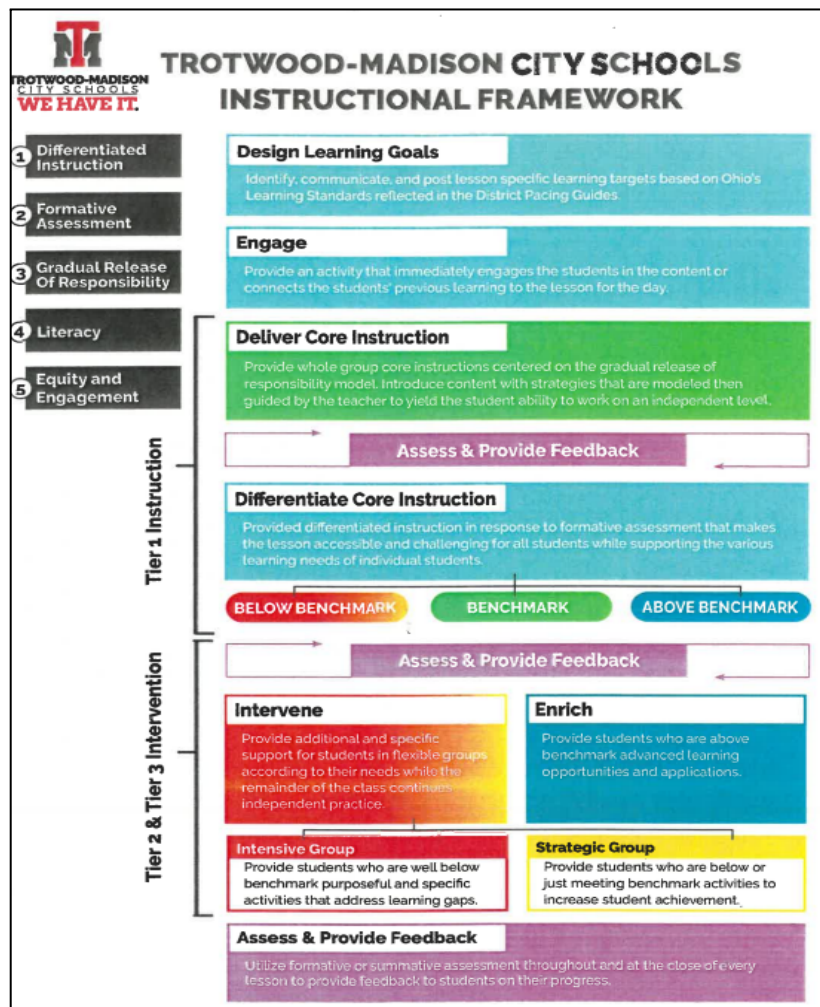 TM
TROTWOOD-MADISON
CITY SCHOOLS
WE HAVE IT.
TROTWOOD-MADISON CITY SCHOOLS
INSTRUCTIONAL FRAMEWORK
1 Differentiated
Instruction
2 Formative
Assessment
3 Gradual Release
Of Responsibility
4 Literacy
5 Equity and
Engagement
Design Learning Goals
Identify, communicate, and post lesson specific learning targets based on Ohio's
Learning Standards reflected in the District Pacing Guides.
Engage
Provide an activity that immediately engages the students in the content or
connects the students' previous learning to the lesson for the day.
Tier 1 Instruction
Deliver Core Instruction
Provide whole group core instructions centered on the gradual release of
responsibility model. Introduce content with strategies that are modeled then
guided by the teacher to yield the student ability to work on an independent level.
Assess & Provide Feedback
Differentiate Core Instruction
Provided differentiated instruction in response to formative assessment that makes
the lesson accessible and challenging for all students while supporting the various
learning needs of individual students.
BELOW BENCHMARK
BENCHMARK
ABOVE BENCHMARK
Tier 2 & Tier 3 Intervention
Assess & Provide Feedback
Intervene
Provide additional and specific
support for students in flexible groups
according to their needs while the
remainder of the class continues
independent practice.
Enrich
Provide students who are above
benchmark advanced learning
opportunities and applications.
Intensive Group
Provide students who are well below
benchmark purposeful and specific
activities that address learning gaps.
Strategic Group
Provide students who are below or
just meeting benchmark activities to
increase student achievement.
Assess & Provide Feedback
Utilize formative or summative assessment throughout and at the close of every
lesson to provide feedback to students on their progress.